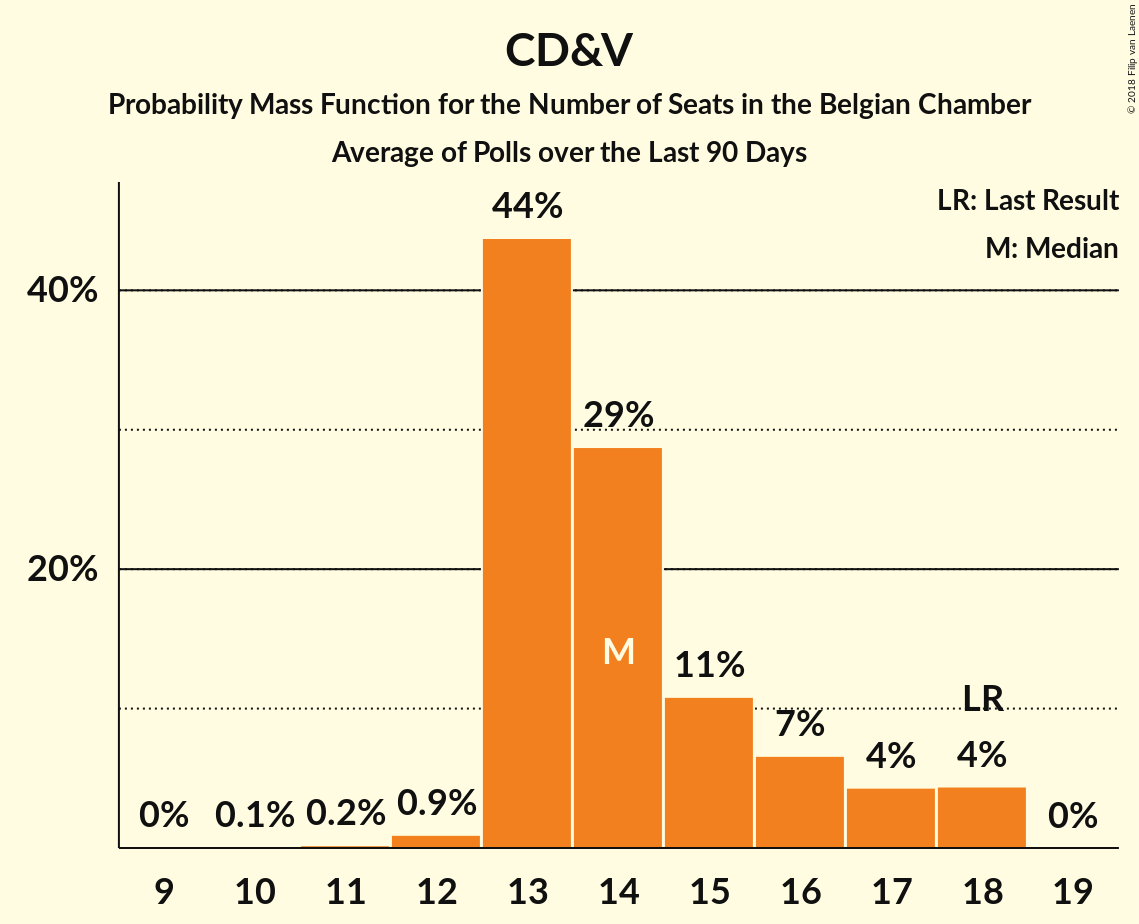 CD&V
Probability Mass Function for the Number of Seats in the Belgian Chamber
Average of Polls over the Last 90 Days
© 2018 Filip van Laenen
LR: Last Result
M: Median
40%
20%
0%
0.1%
0.2%
0.9%
44%
29%
M
11%
7%
4%
LR
4%
0%
9 10 11 12 13 14 15 16 17 18 19